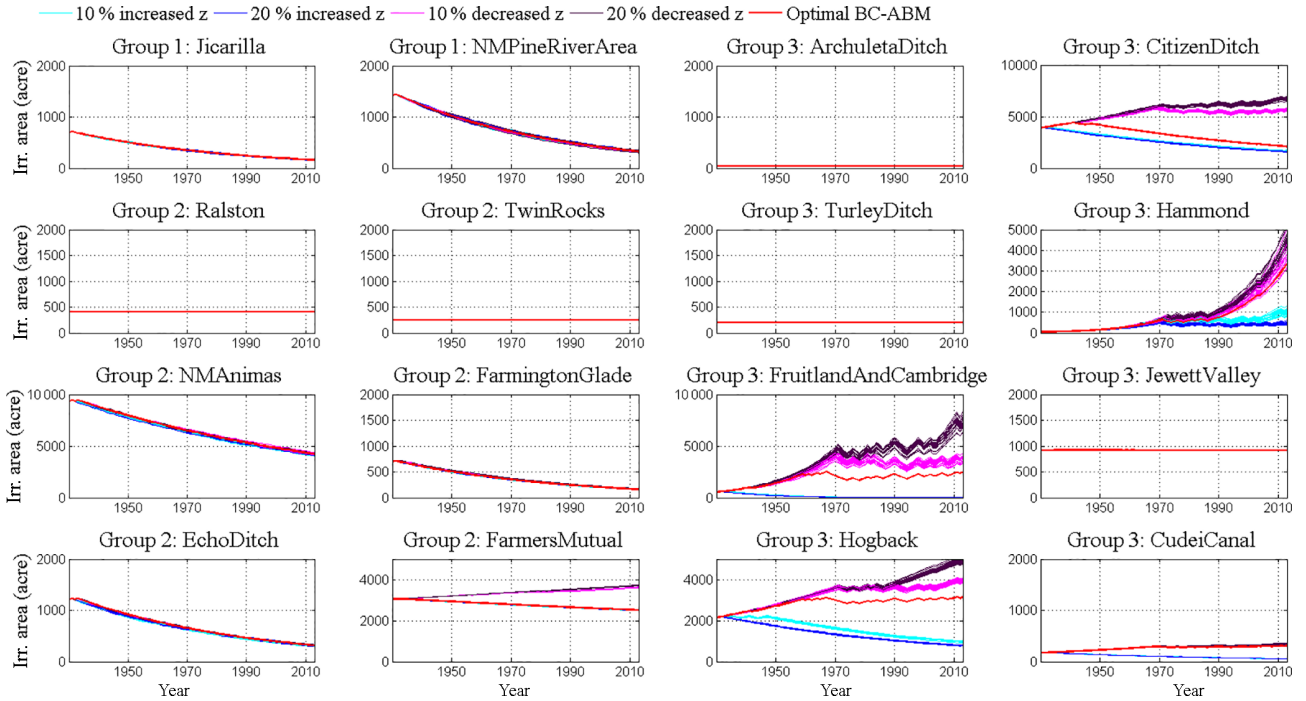 10 % increased z 20 % increased z 10 % decreased z 20 % decreased z Optimal BC-ABM
Group 1: Jicarilla Group 1: NMPineRiverArea Group 3: ArchuletaDitch Group 3: CitizenDitch
Irr. area (acre)
2000 2000 2000 10000
1000 1000 1000 5000
0 0 0 0
1950 1970 1990 2010 1950 1970 1990 2010 1950 1970 1990 2010 1950 1970 1990 2010
Group 2: Ralston Group 2: TwinRocks Group 3: TurleyDitch Group 3: Hammond
Irr. area (acre)
2000 2000 2000 5000
1500 1500 1500 4000
1000 1000 1000 3000
500 500 500 2000
0 0 0 1000
0
1950 1970 1990 2010 1950 1970 1990 2010 1950 1970 1990 2010 1950 1970 1990 2010
Group 2: NMAnimas Group 2: FarmingtonGlade Group 3: FruitlandAndCambridge Group 3: JewettValley
Irr. area (acre)
10 000 2000 10000 2000
5000 1500 5000 1500
0 1000 0 1000
500 500
0 0
1950 1970 1990 2010 1950 1970 1990 2010 1950 1970 1990 2010 1950 1970 1990 2010
Group 2: EchoDitch Group 2: FarmersMutual Group 3: Hogback Group 3: CudeiCanal
Irr. area (acre)
2000 4000 4000 2000
1000 2000 2000 1000
0 0 0 0
1950 1970 1990 2010 1950 1970 1990 2010 1950 1970 1990 2010 1950 1970 1990 2010
Year Year Year Year